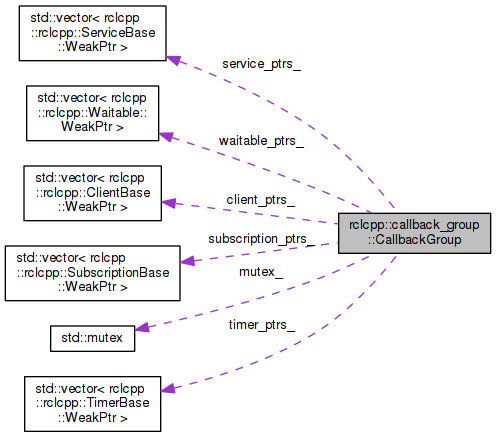 std::vector< rclcpp
::rclcpp::ServiceBase
::WeakPtr >
service_ptrs_
std::vector< rclcpp
::rclcpp::Waitable::
WeakPtr >
waitable_ptrs_
std::vector< rclcpp
::rclcpp::ClientBase
::WeakPtr >
client_ptrs_
rclcpp::callback_group
::CallbackGroup
subscription_ptrs_
std::vector< rclcpp
::rclcpp::SubscriptionBase
::WeakPtr >
mutex_
std::mutex
timer_ptrs_
std::vector< rclcpp
::rclcpp::TimerBase
::WeakPtr >